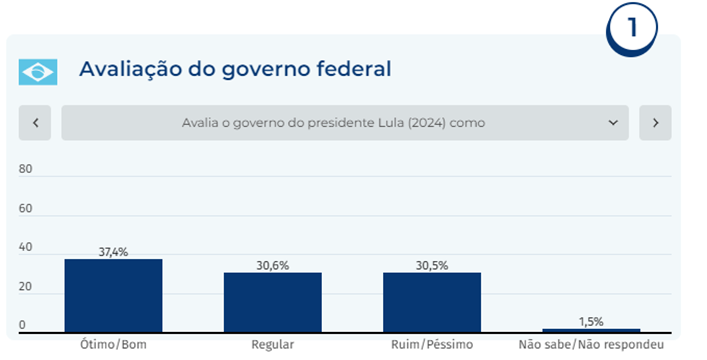 1
Avaliação do governo federal
Avalia o governo do presidente Lula (2024) como
80
60
40
20
0
37,4%
30,6%
30,5%
1,5%
Ótimo/Bom
Regular
Ruim/Péssimo
Não sabe/Não respondeu